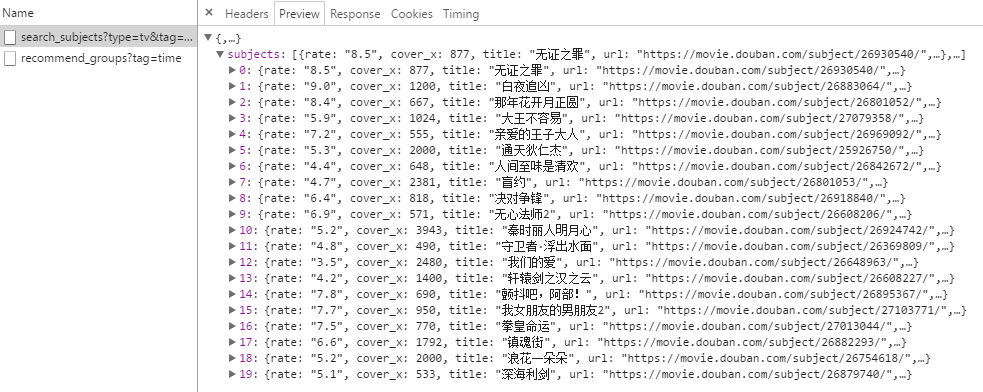 Name
× Headers Preview Response Cookies Timing
search_subjects?type=tv&tag=...
recommend_groups?tag=time
▼ {,…}
▼ subjects: [{rate: "8.5", cover_x: 877, title: "无证之罪", url: "https://movie.douban.com/subject/26930540/",…},…]
▶ 0: {rate: "8.5", cover_x: 877, title: "无证之罪", url: "https://movie.douban.com/subject/26930540/",…}
▶ 1: {rate: "9.0", cover_x: 1200, title: "白夜追凶", url: "https://movie.douban.com/subject/26883064/",…}
▶ 2: {rate: "8.4", cover_x: 667, title: "那年花开月正圆", url: "https://movie.douban.com/subject/26801052/",…}
▶ 3: {rate: "5.9", cover_x: 1024, title: "大王不容易", url: "https://movie.douban.com/subject/27079358/",…}
▶ 4: {rate: "7.2", cover_x: 555, title: "亲爱的王子大人", url: "https://movie.douban.com/subject/26969092/",…}
▶ 5: {rate: "5.3", cover_x: 2000, title: "通天狄仁杰", url: "https://movie.douban.com/subject/25926750/",…}
▶ 6: {rate: "4.4", cover_x: 648, title: "人间至味是清欢", url: "https://movie.douban.com/subject/26842672/",…}
▶ 7: {rate: "4.7", cover_x: 2381, title: "盲约", url: "https://movie.douban.com/subject/26801053/",…}
▶ 8: {rate: "6.4", cover_x: 818, title: "决对争锋", url: "https://movie.douban.com/subject/26918840/",…}
▶ 9: {rate: "6.9", cover_x: 571, title: "无心法师2", url: "https://movie.douban.com/subject/26608206/",…}
▶ 10: {rate: "5.2", cover_x: 3943, title: "秦时丽人明月心", url: "https://movie.douban.com/subject/26924742/",…}
▶ 11: {rate: "4.8", cover_x: 490, title: "守卫者·浮出水面", url: "https://movie.douban.com/subject/26369809/",…}
▶ 12: {rate: "3.5", cover_x: 2480, title: "我们的爱", url: "https://movie.douban.com/subject/26648963/",…}
▶ 13: {rate: "4.2", cover_x: 1400, title: "轩辕剑之汉之云", url: "https://movie.douban.com/subject/26608227/",…}
▶ 14: {rate: "7.8", cover_x: 690, title: "颤抖吧，阿部！", url: "https://movie.douban.com/subject/26895367/",…}
▶ 15: {rate: "7.7", cover_x: 950, title: "我女朋友的男朋友2", url: "https://movie.douban.com/subject/27103771/",…}
▶ 16: {rate: "7.5", cover_x: 770, title: "拳皇命运", url: "https://movie.douban.com/subject/27013044/",…}
▶ 17: {rate: "6.6", cover_x: 1792, title: "镇魂街", url: "https://movie.douban.com/subject/26882293/",…}
▶ 18: {rate: "5.2", cover_x: 2000, title: "浪花一朵朵", url: "https://movie.douban.com/subject/26754618/",…}
▶ 19: {rate: "5.1", cover_x: 533, title: "深海利剑", url: "https://movie.douban.com/subject/26879740/",…}